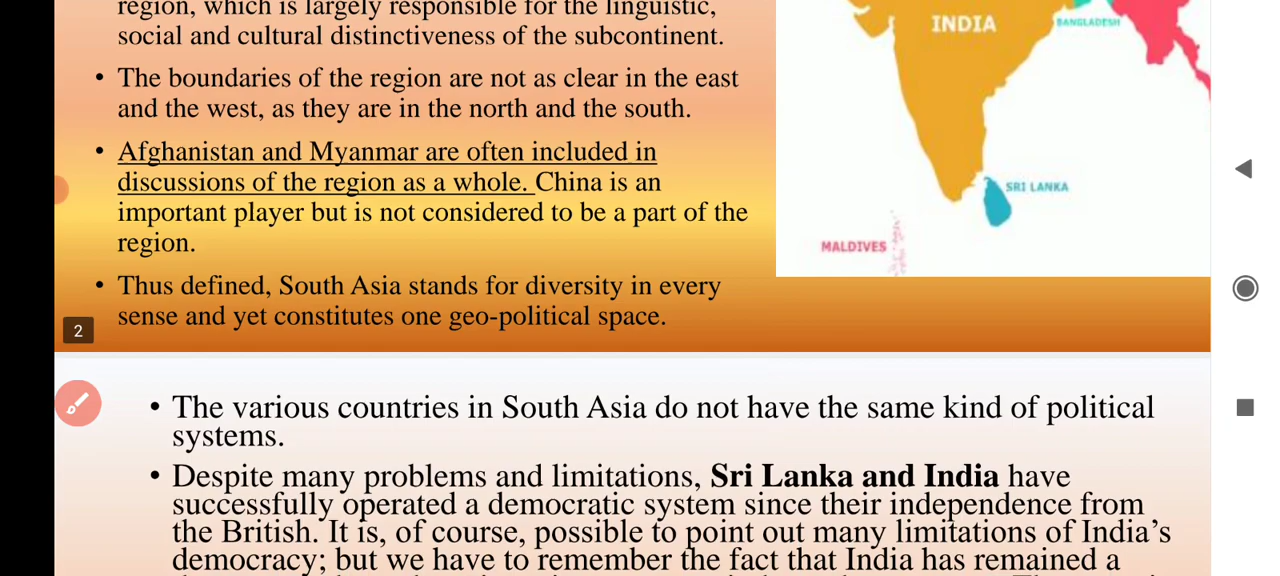 region, which is largely responsible for the linguistic,
social and cultural distinctiveness of the subcontinent.
• The boundaries of the region are not as clear in the east
and the west, as they are in the north and the south.
• Afghanistan and Myanmar are often included in
discussions of the region as a whole. China is an
important player but is not considered to be a part of the
region.
• Thus defined, South Asia stands for diversity in every
sense and yet constitutes one geo-political space.
2
INDIA
BANGLADESH
SRI LANKA
MALDIVES
• The various countries in South Asia do not have the same kind of political
systems.
• Despite many problems and limitations, Sri Lanka and India have
successfully operated a democratic system since their independence from
the British. It is, of course, possible to point out many limitations of India’s
democracy; but we have to remember the fact that India has remained a